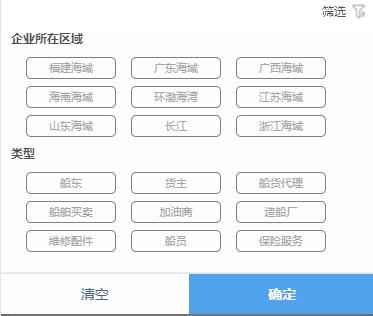 筛选
企业所在区域
福建海域 广东海域 广西海域
海南海域 环渤海湾 江苏海域
山东海域 长江 浙江海域
类型
船东 货主 船货代理
船舶买卖 加油商 造船厂
维修配件 船员 保险服务
清空 确定